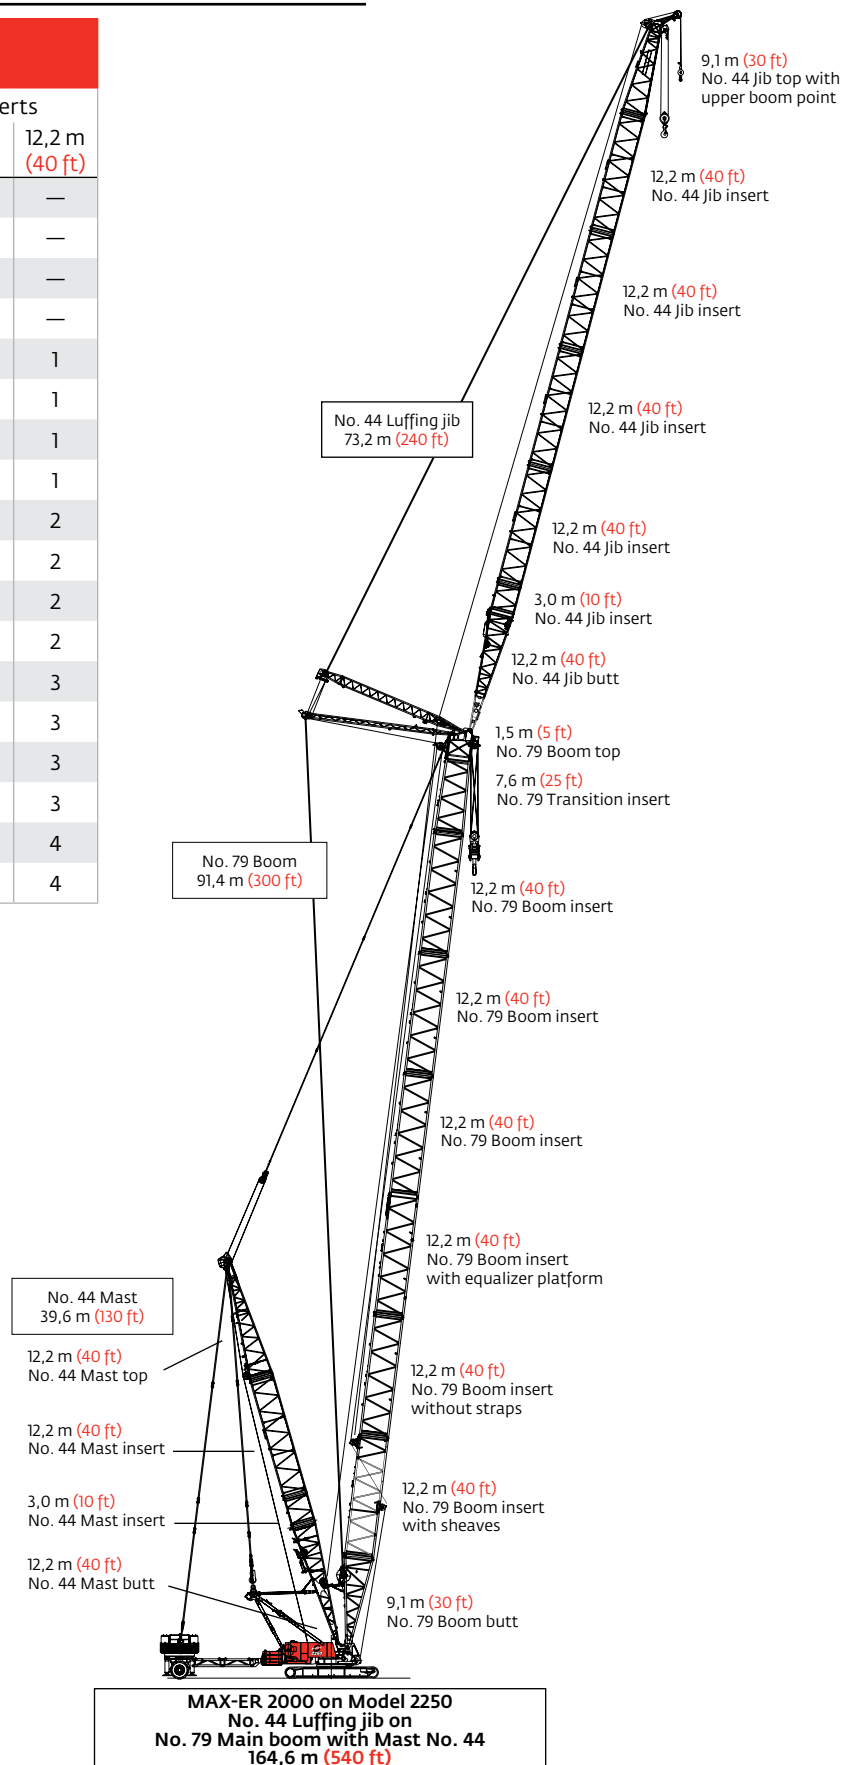 erts
12,2 m
(40 ft)
—
—
—
—
1
1
1
1
2
2
2
2
3
3
3
3
4
4
9,1 m (30 ft)
No. 44 Jib top with
upper boom point
12,2 m (40 ft)
No. 44 Jib insert
12,2 m (40 ft)
No. 44 Jib insert
12,2 m (40 ft)
No. 44 Jib insert
No. 44 Luffing jib
73,2 m (240 ft)
12,2 m (40 ft)
No. 44 Jib insert
3,0 m (10 ft)
No. 44 Jib insert
12,2 m (40 ft)
No. 44 Jib butt
1,5 m (5 ft)
No. 79 Boom top
7,6 m (25 ft)
No. 79 Transition insert
No. 79 Boom
91,4 m (300 ft)
12,2 m (40 ft)
No. 79 Boom insert
12,2 m (40 ft)
No. 79 Boom insert
12,2 m (40 ft)
No. 79 Boom insert
12,2 m (40 ft)
No. 79 Boom insert
with equalizer platform
No. 44 Mast
39,6 m (130 ft)
12,2 m (40 ft)
No. 44 Mast top
12,2 m (40 ft)
No. 79 Boom insert
without straps
12,2 m (40 ft)
No. 44 Mast insert
12,2 m (40 ft)
No. 79 Boom insert
with sheaves
3,0 m (10 ft)
No. 44 Mast insert
12,2 m (40 ft)
No. 44 Mast butt
9,1 m (30 ft)
No. 79 Boom butt
MAX-ER 2000 on Model 2250
No. 44 Luffing jib on
No. 79 Main boom with Mast No. 44
164,6 m (540 ft)